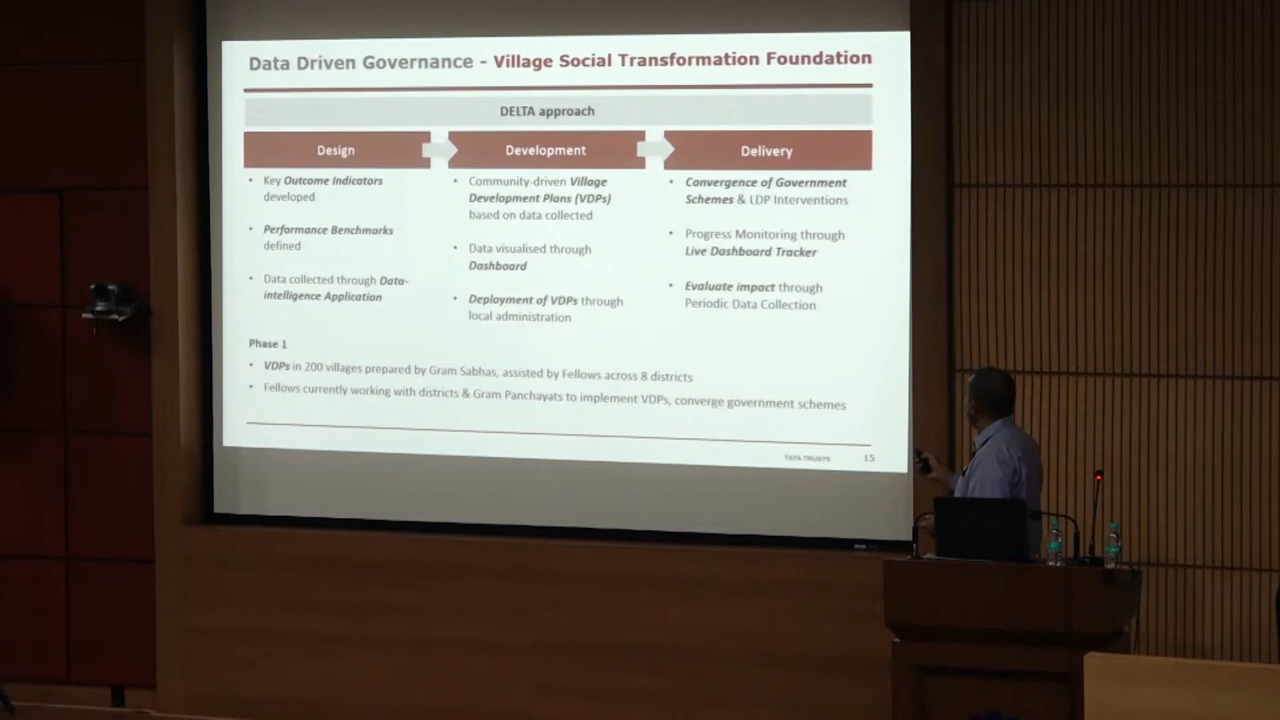 Data Driven Governance - Village Social Transformation Foundation
DELTA approach
Design
• Key Outcome Indicators
developed
• Performance Benchmarks
defined
• Data collected through Data-
intelligence Application
Development
• Community-driven Village
Development Plans (VDPs)
based on data collected
• Data visualised through
Dashboard
• Deployment of VDPs through
local administration
Delivery
• Convergence of Government
Schemes & LDP Interventions
• Progress Monitoring through
Live Dashboard Tracker
• Evaluate impact through
Periodic Data Collection
Phase 1
• VDPs in 200 villages prepared by Gram Sabhas, assisted by Fellows across 8 districts
• Fellows currently working with districts & Gram Panchayats to implement VDPs, converge government schemes
TATA TRUSTS
15